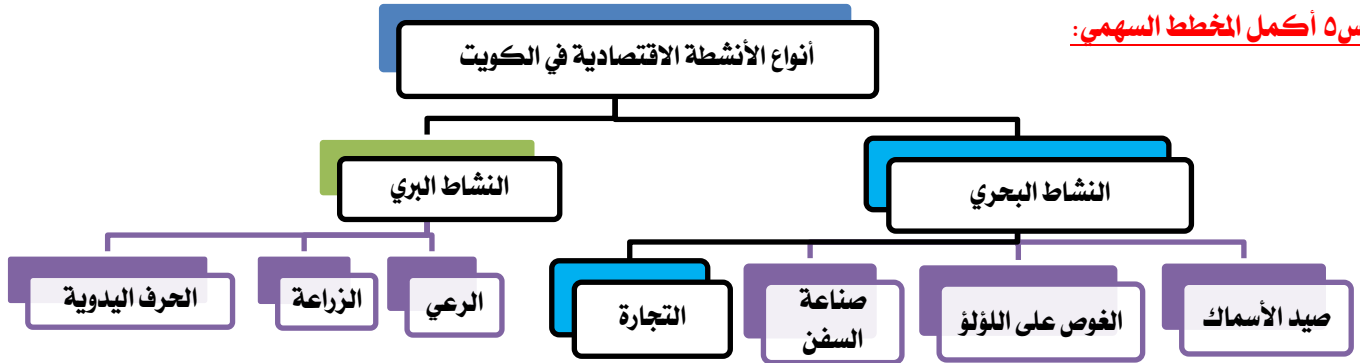 س٥ أكمل المخطط السهمي:
أنواع الأنشطة الاقتصادية في الكويت
النشاط البحري
النشاط البري
صيد الأسماك
الغوص على اللؤلؤ
صناعة
السفن
التجارة
الرعي
الزراعة
الحرف اليدوية